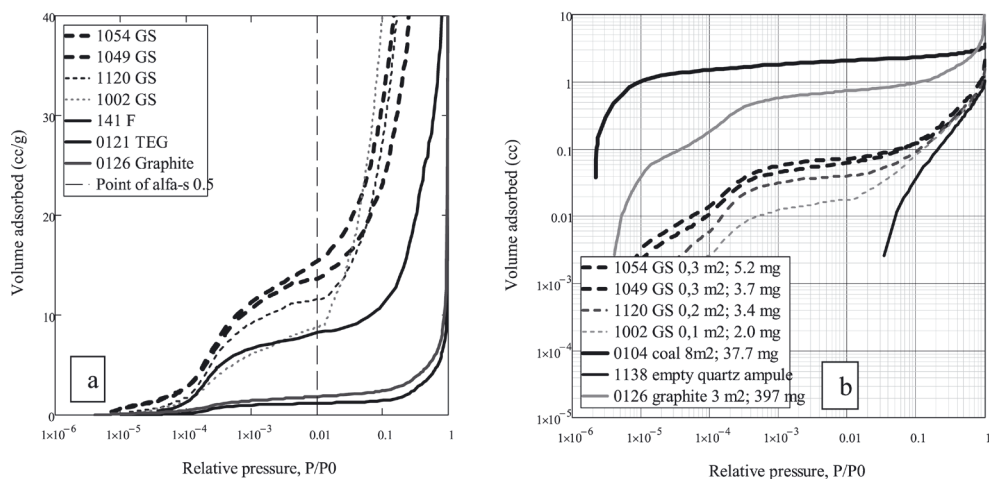 40
30
20
10
0
Volume adsorbed (cc/g)
1054 GS
1049 GS
1120 GS
1002 GS
141 F
0121 TEG
0126 Graphite
Point of alfa-s 0.5
a
1×10-6 1×10-5 1×10-4 1×10-3 0.01 0.1 1
Relative pressure, P/P0
10
1
0.1
0.01
1×10-3
1×10-4
1×10-5
Volume adsorbed (cc)
1054 GS 0,3 m2; 5.2 mg
1049 GS 0,3 m2; 3.7 mg
1120 GS 0,2 m2; 3.4 mg
1002 GS 0,1 m2; 2.0 mg
0104 coal 8m2; 37.7 mg
1138 empty quartz ampule
0126 graphite 3 m2; 397 mg
b
1×10-6 1×10-5 1×10-4 1×10-3 0.01 0.1 1
Relative pressure, P/P0